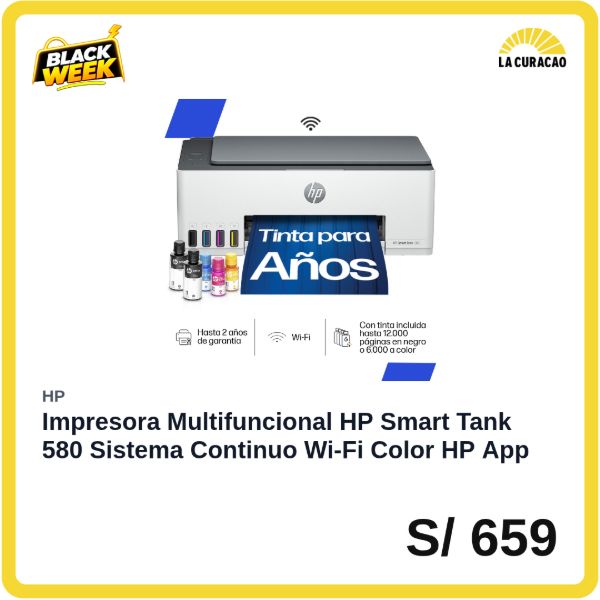 BLACK
WEEK
LA CURACAO
hp
Tinta para
Años
Hasta 2 años
de garantía
Wi-Fi
Con tinta incluida
hasta 12.000
páginas en negro
o 6.000 a color
HP
Impresora Multifuncional HP Smart Tank
580 Sistema Continuo Wi-Fi Color HP App
S/ 659